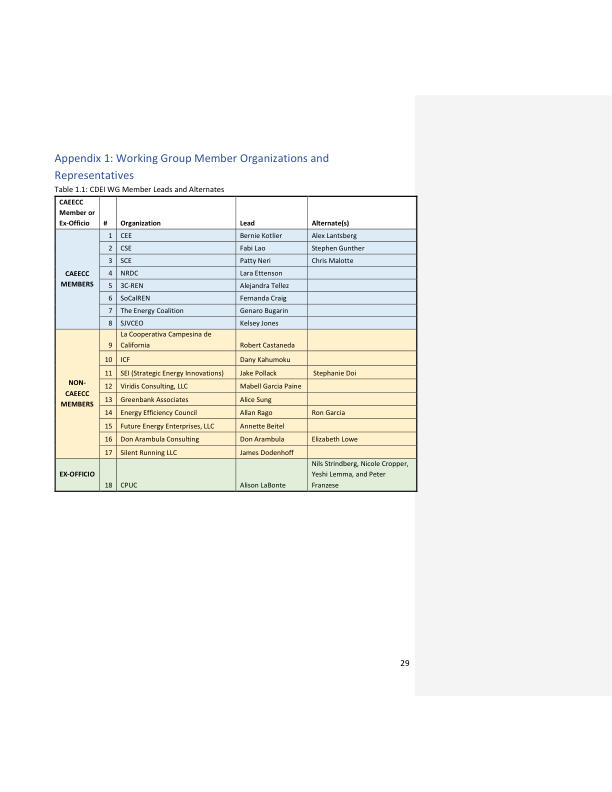 Appendix 1: Working Group Member Organizations and
Representatives
Table 1.1: CDEI WG Member Leads and Alternates
CAEECC
Member or
Ex-Officio # Organization Lead Alternate(s)
CAEECC
MEMBERS
1 CEE Bernie Kotlier Alex Lantsberg
2 CSE Fabi Lao Stephen Gunther
3 SCE Patty Neri Chris Malotte
4 NRDC Lara Ettenson
5 3C-REN Alejandra Tellez
6 SoCalREN Fernanda Craig
7 The Energy Coalition Genaro Bugarin
8 SJVCEO Kelsey Jones
NON-
CAEECC
MEMBERS
La Cooperativa Campesina de
9 California Robert Castaneda
10 ICF Dany Kahumoku
11 SEI (Strategic Energy Innovations) Jake Pollack Stephanie Doi
12 Viridis Consulting, LLC Mabell Garcia Paine
13 Greenbank Associates Alice Sung
14 Energy Efficiency Council Allan Rago Ron Garcia
15 Future Energy Enterprises, LLC Annette Beitel
16 Don Arambula Consulting Don Arambula Elizabeth Lowe
17 Silent Running LLC James Dodenhoff
EX-OFFICIO
Nils Strindberg, Nicole Cropper,
Yeshi Lemma, and Peter
18 CPUC Alison LaBonte Franzese
29